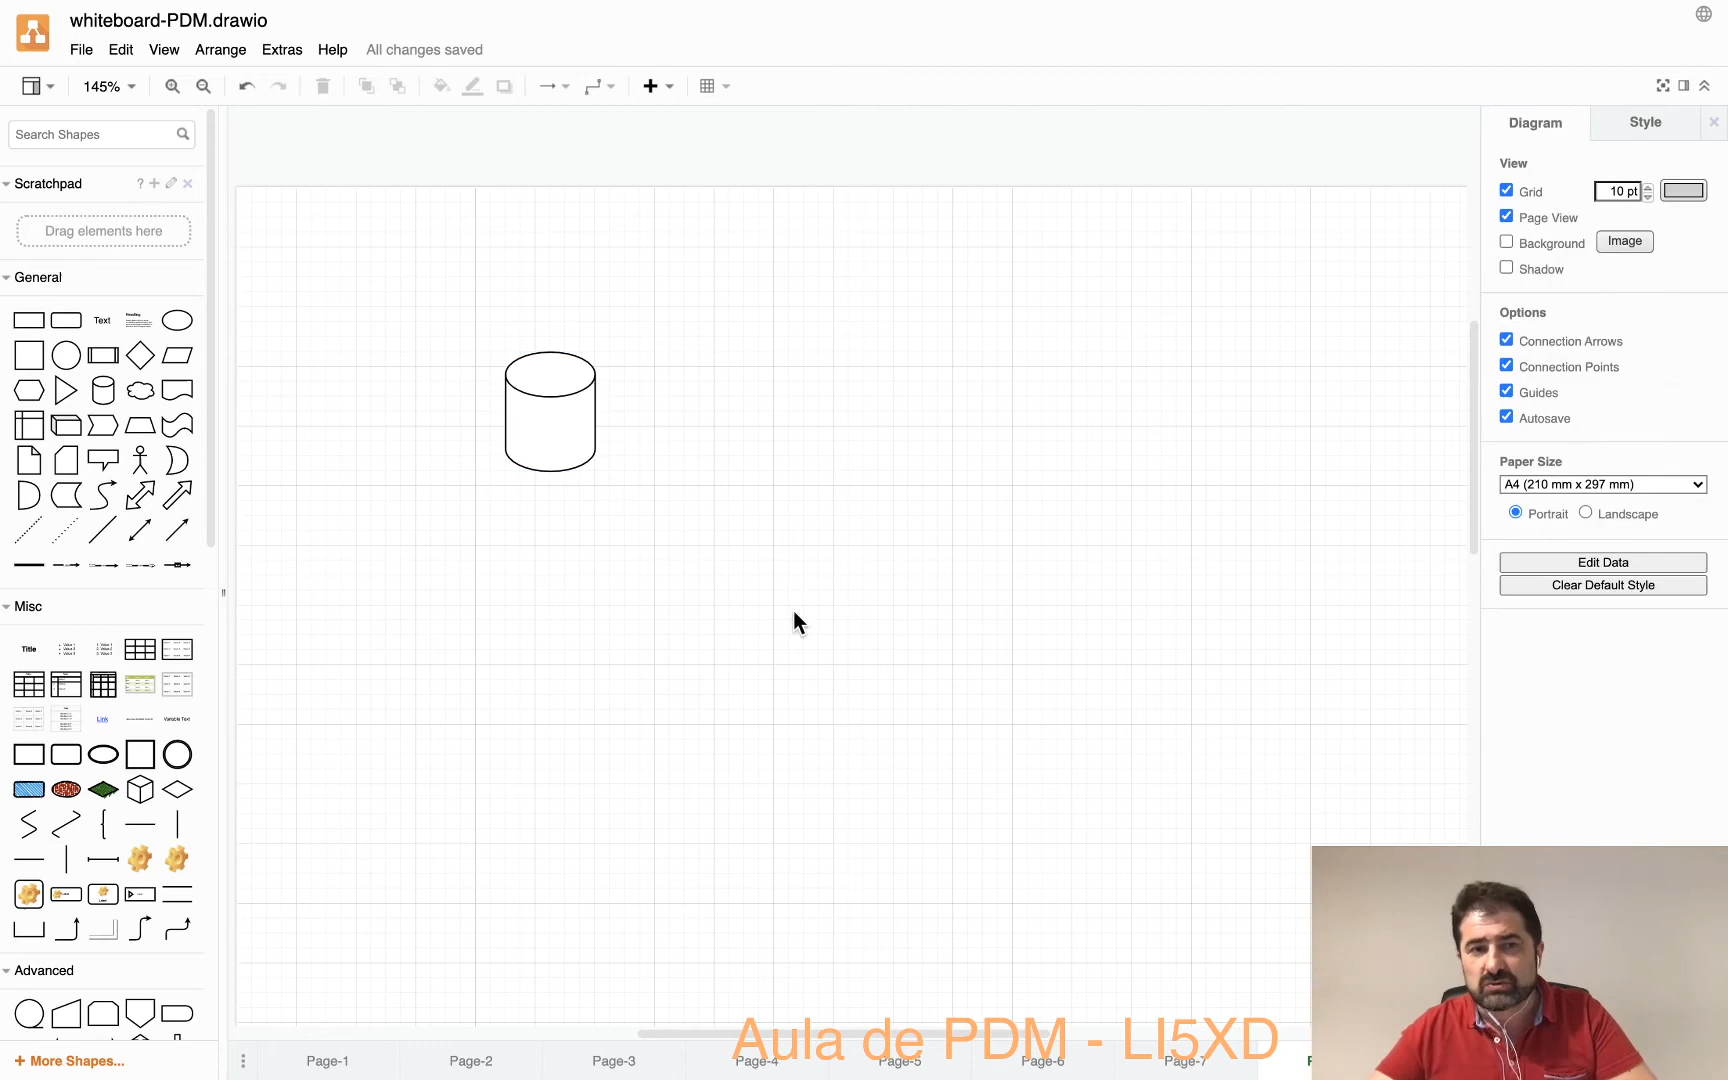 whiteboard-PDM.drawio
File Edit View Arrange Extras Help All changes saved
145%
Search Shapes
Scratchpad ?
Drag elements here
General
Text Heading
Misc
Title
Link Variable Text
Advanced
+ More Shapes...
Diagram Style
View
Grid 10 pt
Page View
Background Image
Shadow
Options
Connection Arrows
Connection Points
Guides
Autosave
Paper Size
A4 (210 mm x 297 mm)
Portrait Landscape
Edit Data
Clear Default Style
Aula de PDM - LI5XD
Page-1 Page-2 Page-3 Page-4 Page-5 Page-6 Page-7